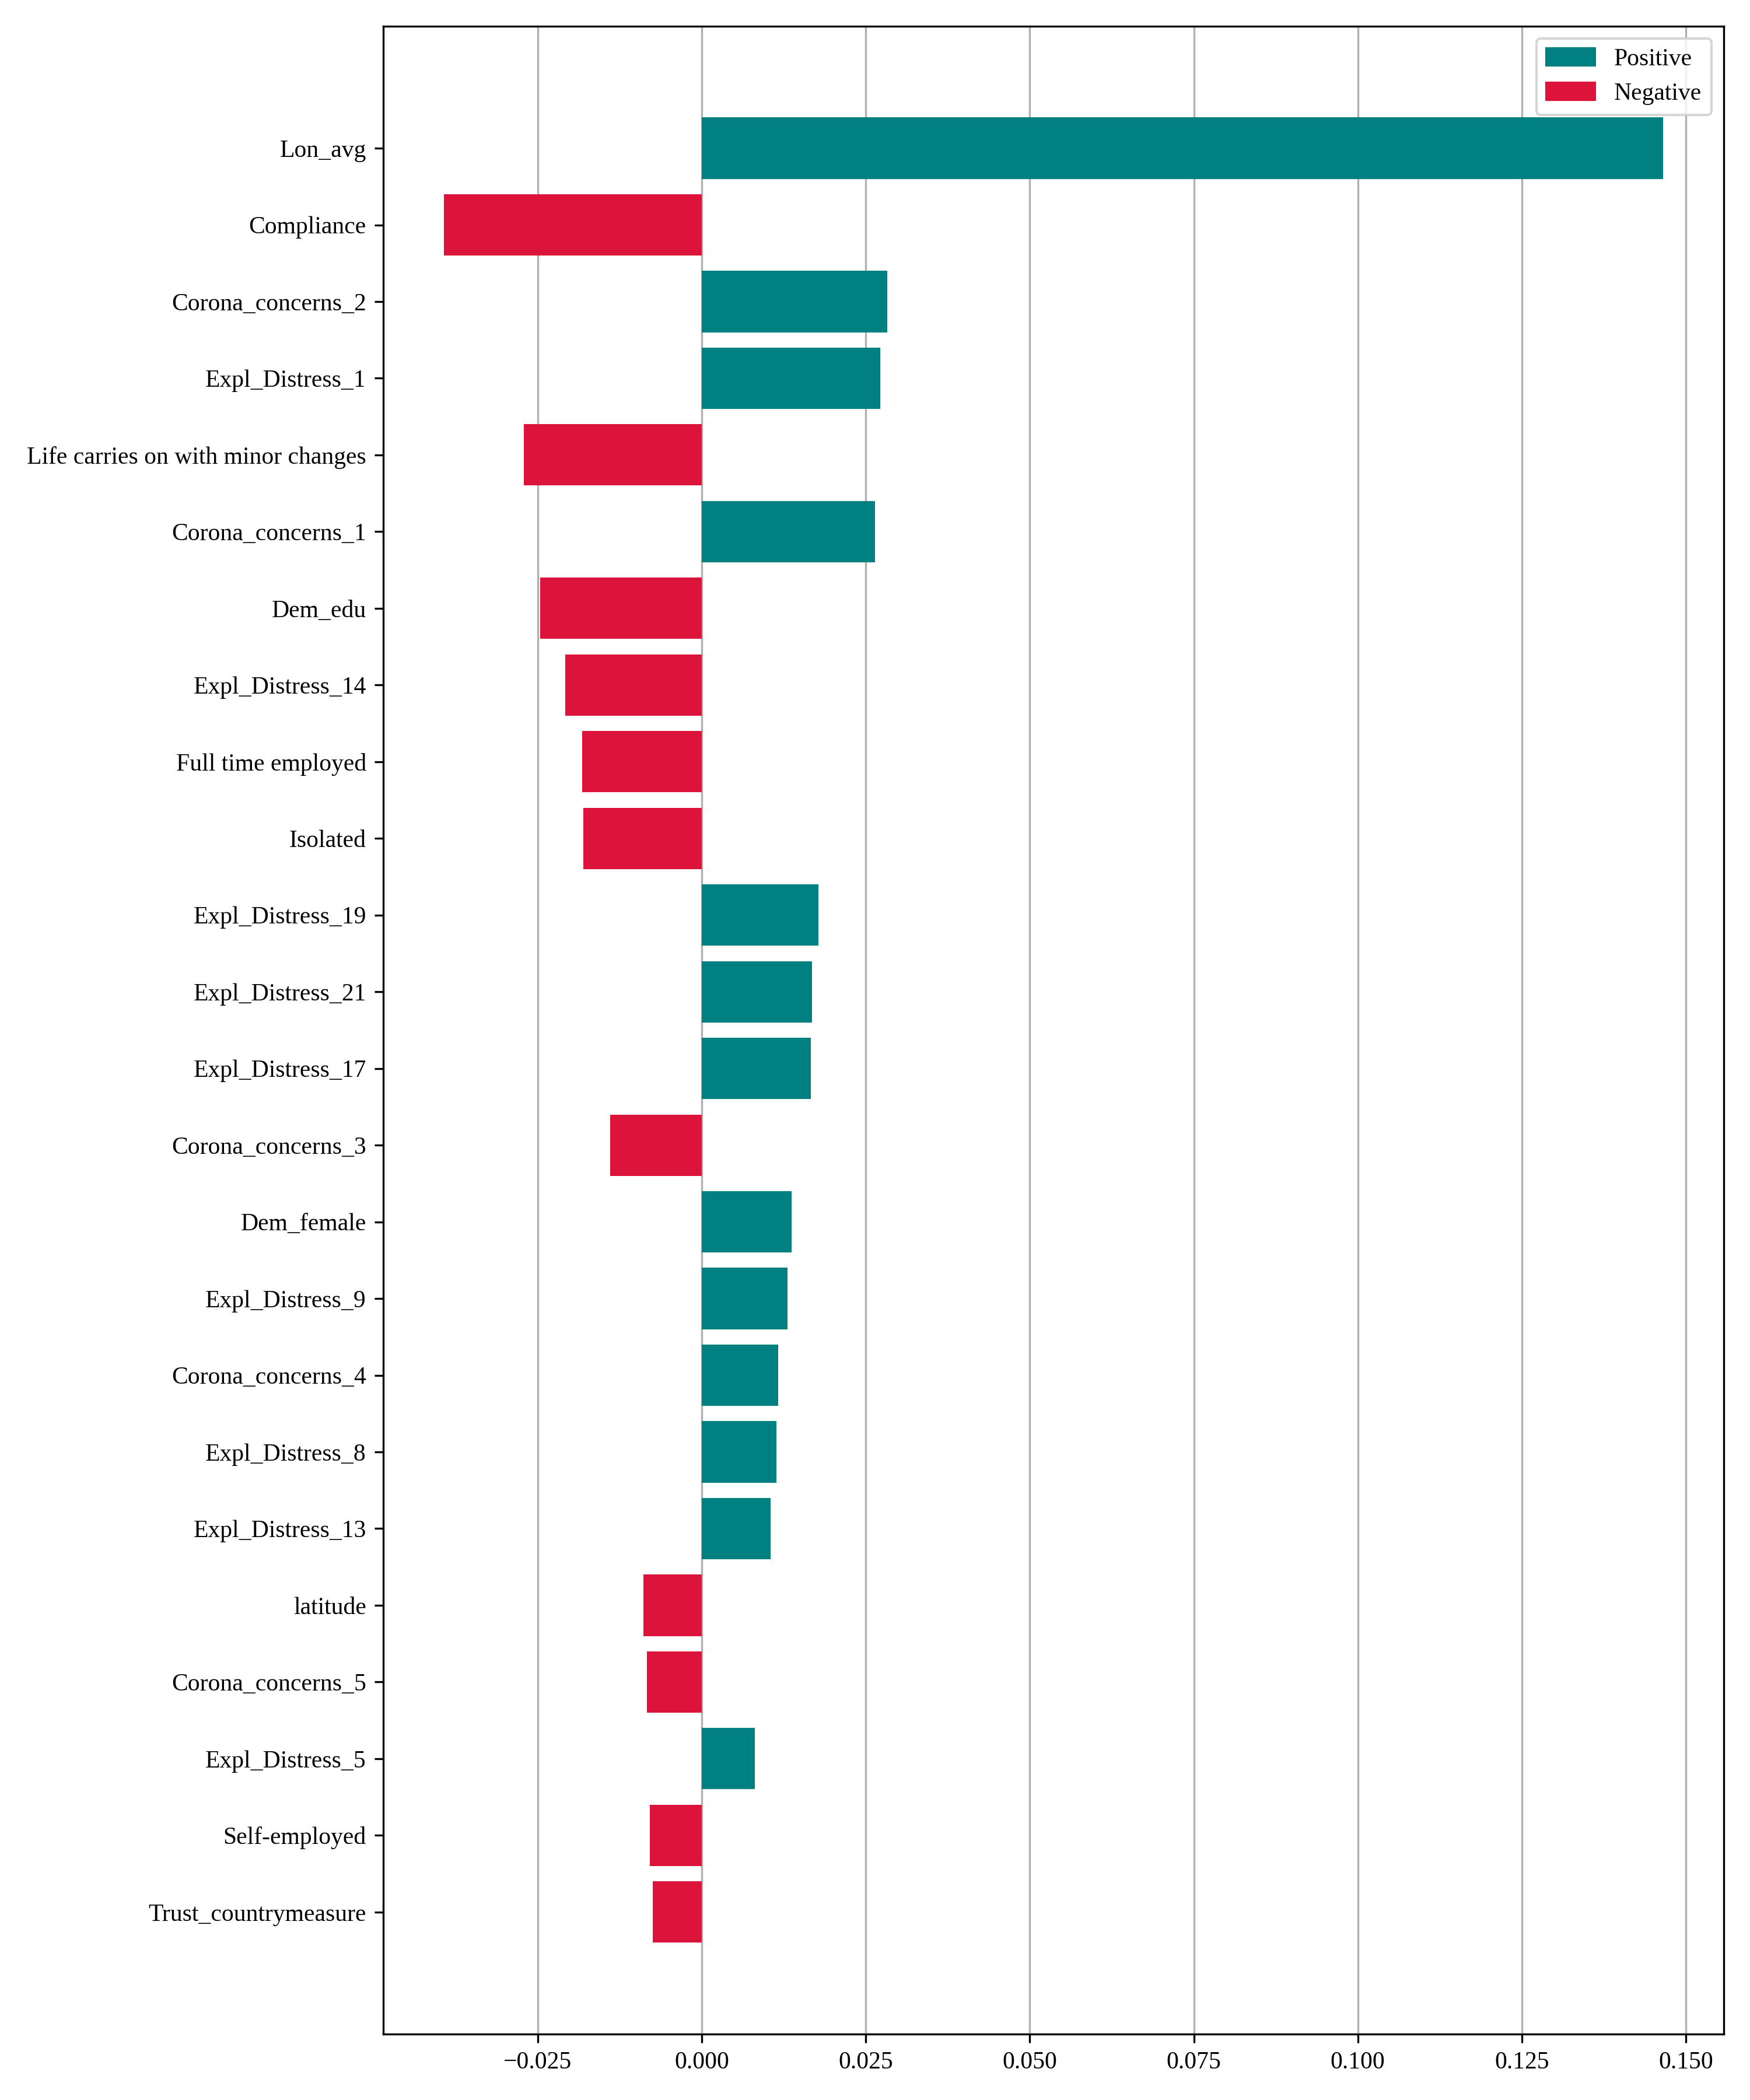 Positive
Negative
Lon_avg
Compliance
Corona_concerns_2
Expl_Distress_1
Life carries on with minor changes
Corona_concerns_1
Dem_edu
Expl_Distress_14
Full time employed
Isolated
Expl_Distress_19
Expl_Distress_21
Expl_Distress_17
Corona_concerns_3
Dem_female
Expl_Distress_9
Corona_concerns_4
Expl_Distress_8
Expl_Distress_13
latitude
Corona_concerns_5
Expl_Distress_5
Self-employed
Trust_countrymeasure
−0.025 0.000 0.025 0.050 0.075 0.100 0.125 0.150